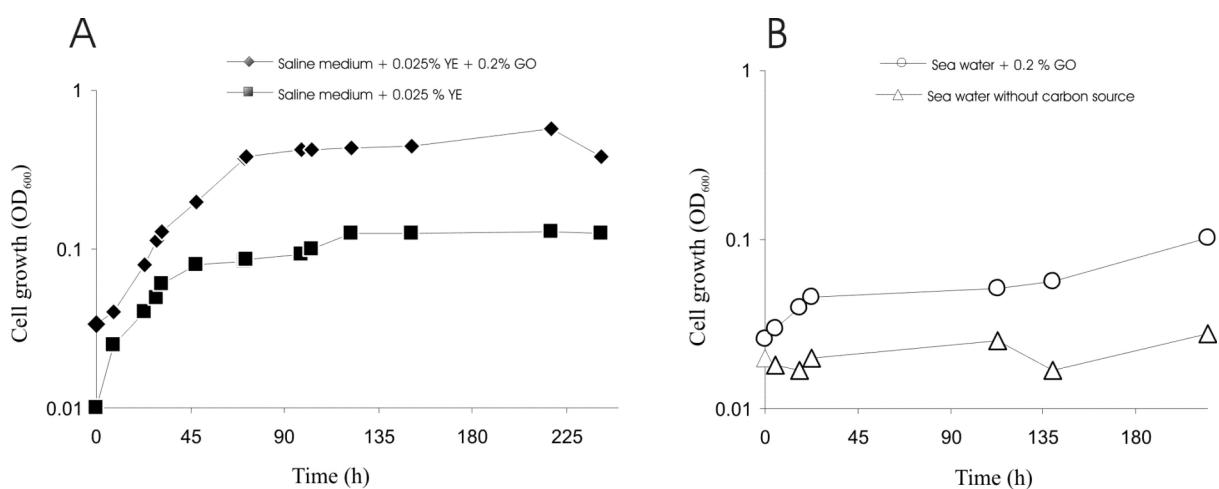 A
Saline medium + 0.025% YE + 0.2% GO
Saline medium + 0.025 % YE
1
0.1
0.01
Cell growth (OD600)
0 45 90 135 180 225
Time (h)
B
Sea water + 0.2 % GO
Sea water without carbon source
1
0.1
0.01
Cell growth (OD600)
0 45 90 135 180
Time (h)